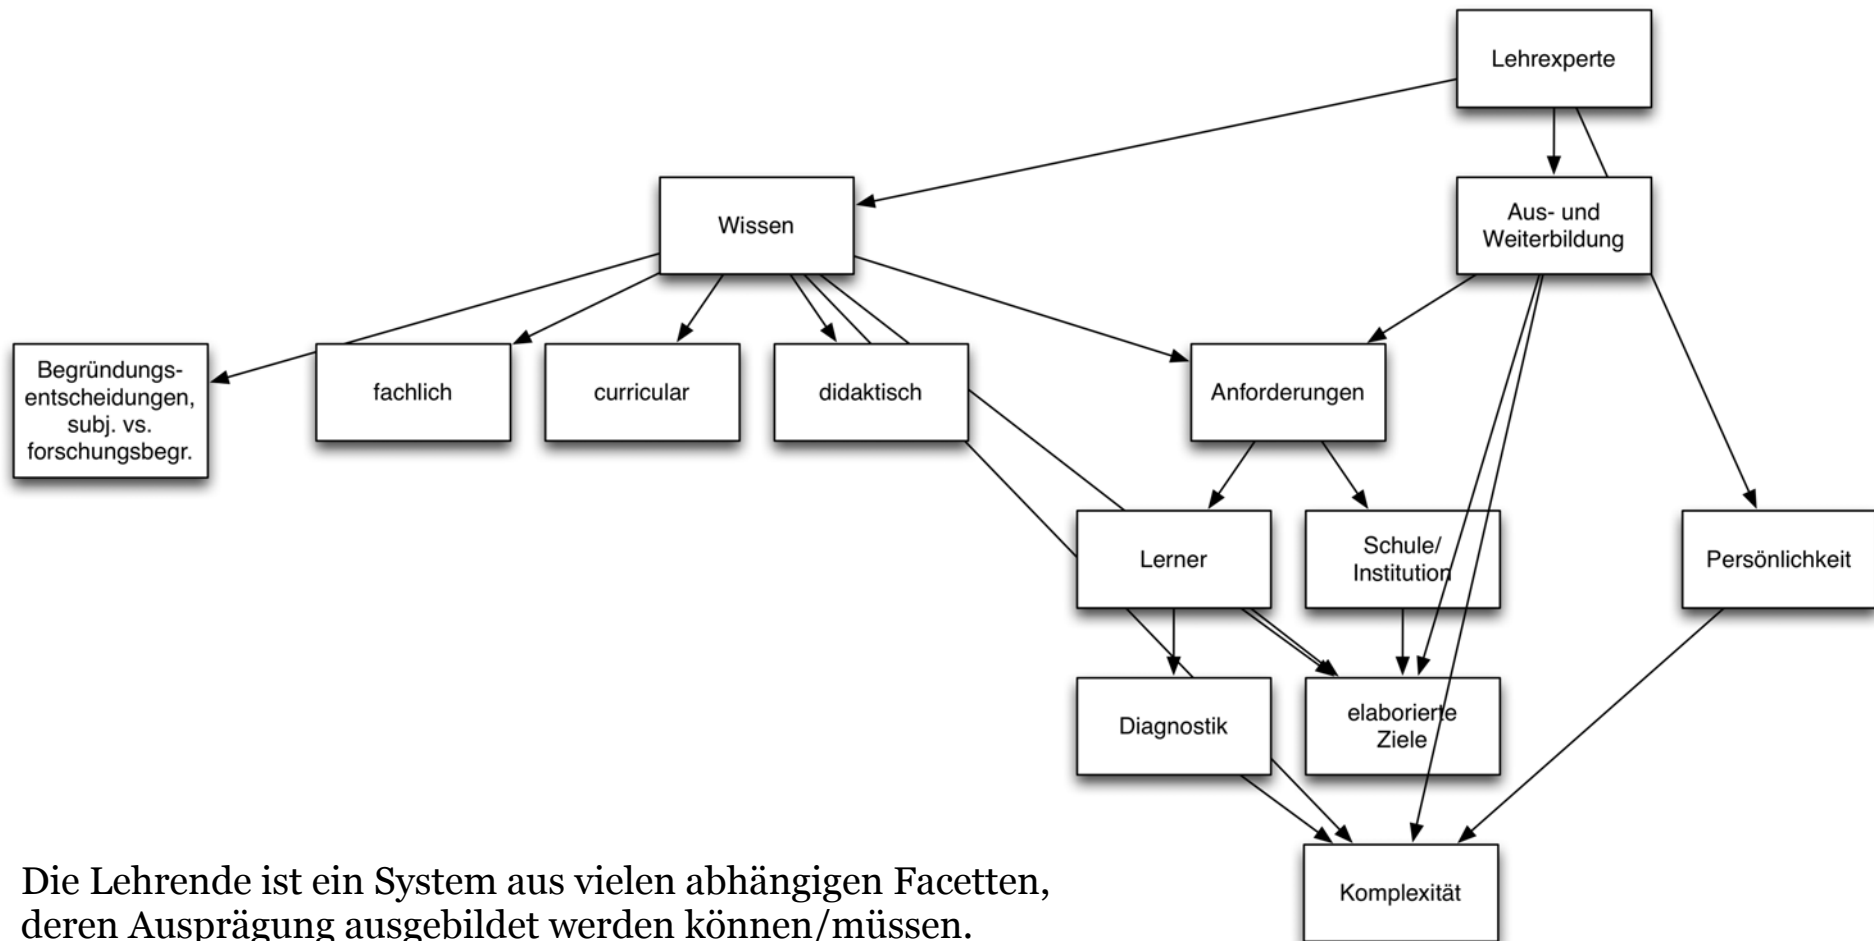 Lehrexperte
Wissen
Aus- und
Weiterbildung
Begründungs-
entscheidungen,
subj. vs.
forschungsbegr.
fachlich
curricular
didaktisch
Anforderungen
Lerner
Schule/
Institution
Persönlichkeit
Diagnostik
elaborierte
Ziele
Komplexität
Die Lehrende ist ein System aus vielen abhängigen Facetten,
deren Ausprägung ausgebildet werden können/müssen.